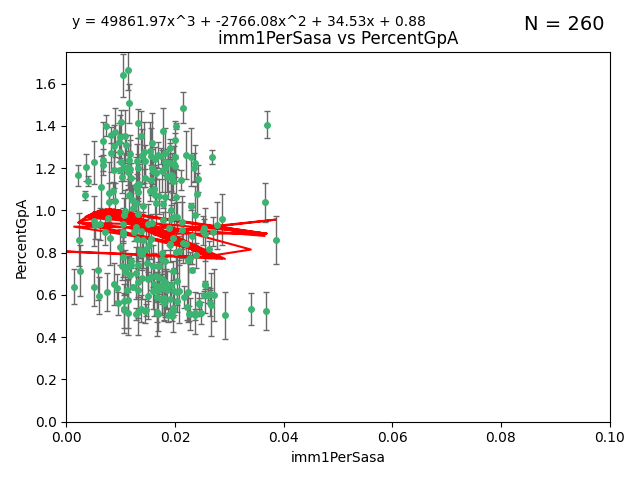 y = 49861.97x^3 + -2766.08x^2 + 34.53x + 0.88
N = 260
imm1PerSasa vs PercentGpA
PercentGpA
1.6
1.4
1.2
1.0
0.8
0.6
0.4
0.2
0.0
0.00 0.02 0.04 0.06 0.08 0.10
imm1PerSasa